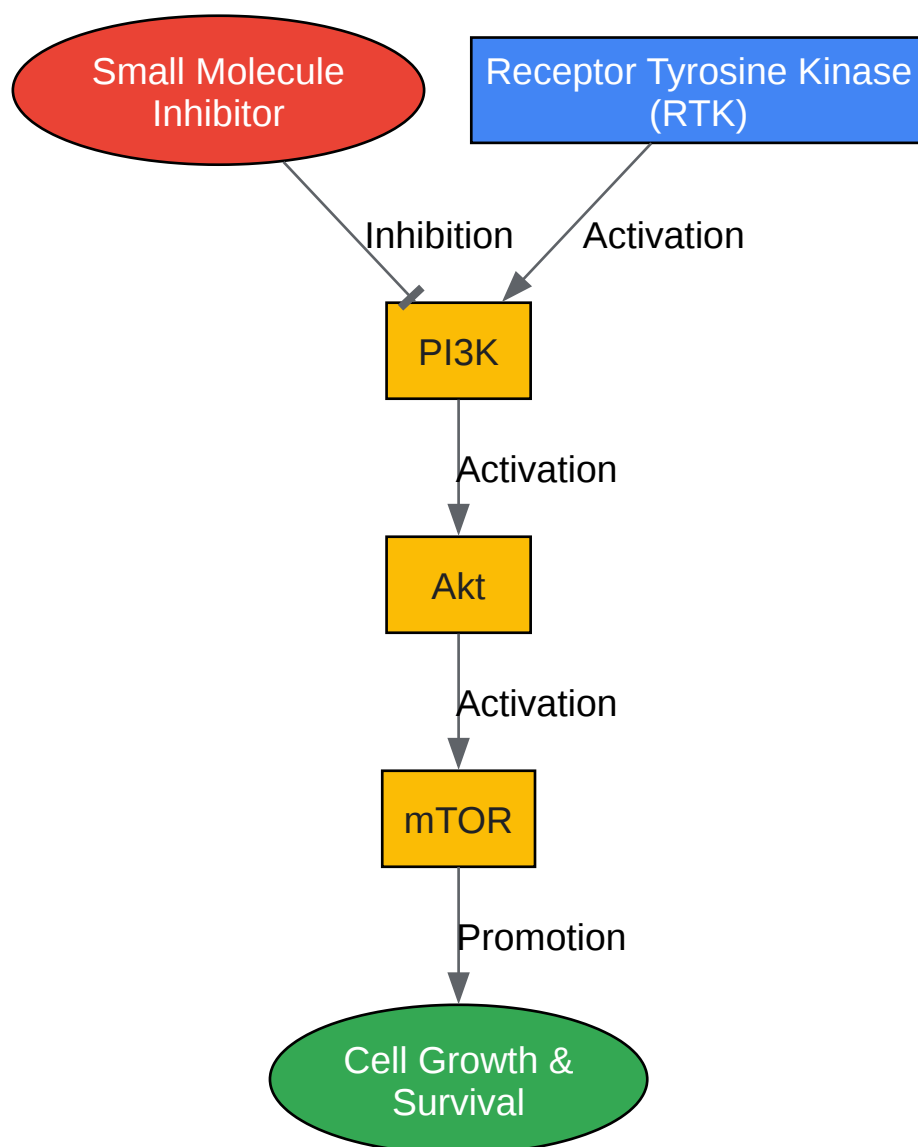 Small Molecule
Inhibitor
Receptor Tyrosine Kinase
(RTK)
Inhibition
Activation
PI3K
Activation
Akt
Activation
mTOR
Promotion
Cell Growth &
Survival